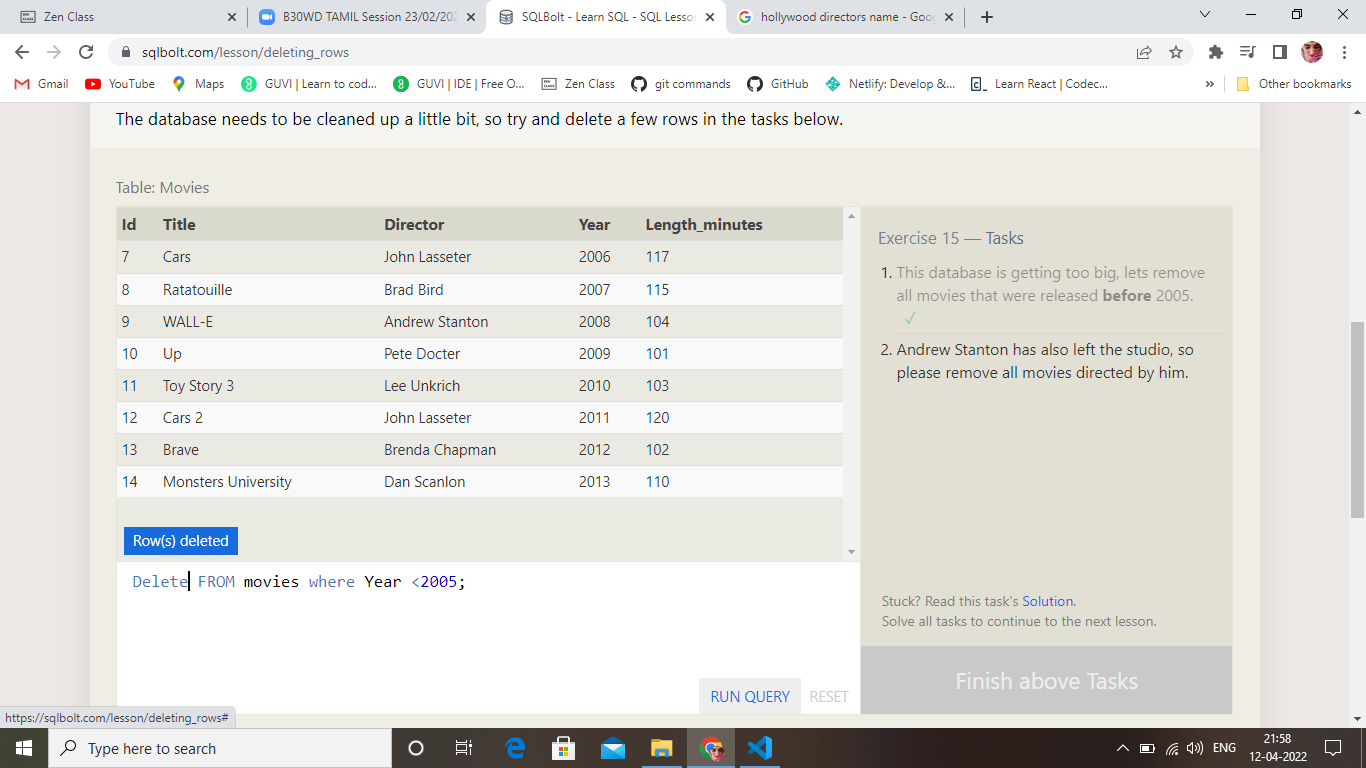 Zen Class
B30WD TAMIL Session 23/02/202
SQLBolt - Learn SQL - SQL Lesso
hollywood directors name - Goo
sqlbolt.com/lesson/deleting_rows
Gmail YouTube Maps GUVI | Learn to cod... GUVI | IDE | Free O... Zen Class git commands GitHub Netlify: Develop &... Learn React | Codec... » Other bookmarks
The database needs to be cleaned up a little bit, so try and delete a few rows in the tasks below.
Table: Movies
Id Title Director Year Length_minutes
7 Cars John Lasseter 2006 117
8 Ratatouille Brad Bird 2007 115
9 WALL-E Andrew Stanton 2008 104
10 Up Pete Docter 2009 101
11 Toy Story 3 Lee Unkrich 2010 103
12 Cars 2 John Lasseter 2011 120
13 Brave Brenda Chapman 2012 102
14 Monsters University Dan Scanlon 2013 110
Row(s) deleted
Delete FROM movies where Year <2005;
RUN QUERY RESET
Exercise 15 — Tasks
1. This database is getting too big, lets remove
all movies that were released before 2005.
✓
2. Andrew Stanton has also left the studio, so
please remove all movies directed by him.
Stuck? Read this task's Solution.
Solve all tasks to continue to the next lesson.
Finish above Tasks
https://sqlbolt.com/lesson/deleting_rows#
Type here to search
ENG
21:58
12-04-2022